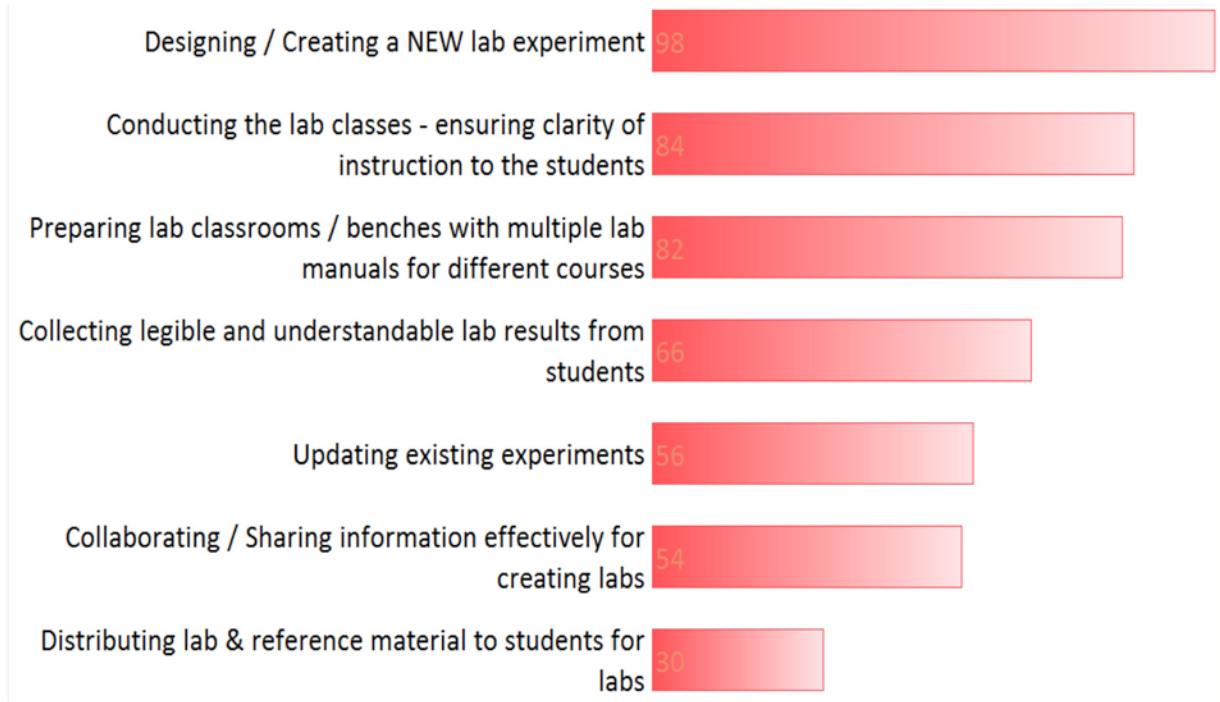 Designing / Creating a NEW lab experiment 98
Conducting the lab classes - ensuring clarity of
instruction to the students 84
Preparing lab classrooms / benches with multiple lab
manuals for different courses 82
Collecting legible and understandable lab results from
students 66
Updating existing experiments 56
Collaborating / Sharing information effectively for
creating labs 54
Distributing lab & reference material to students for
labs 30